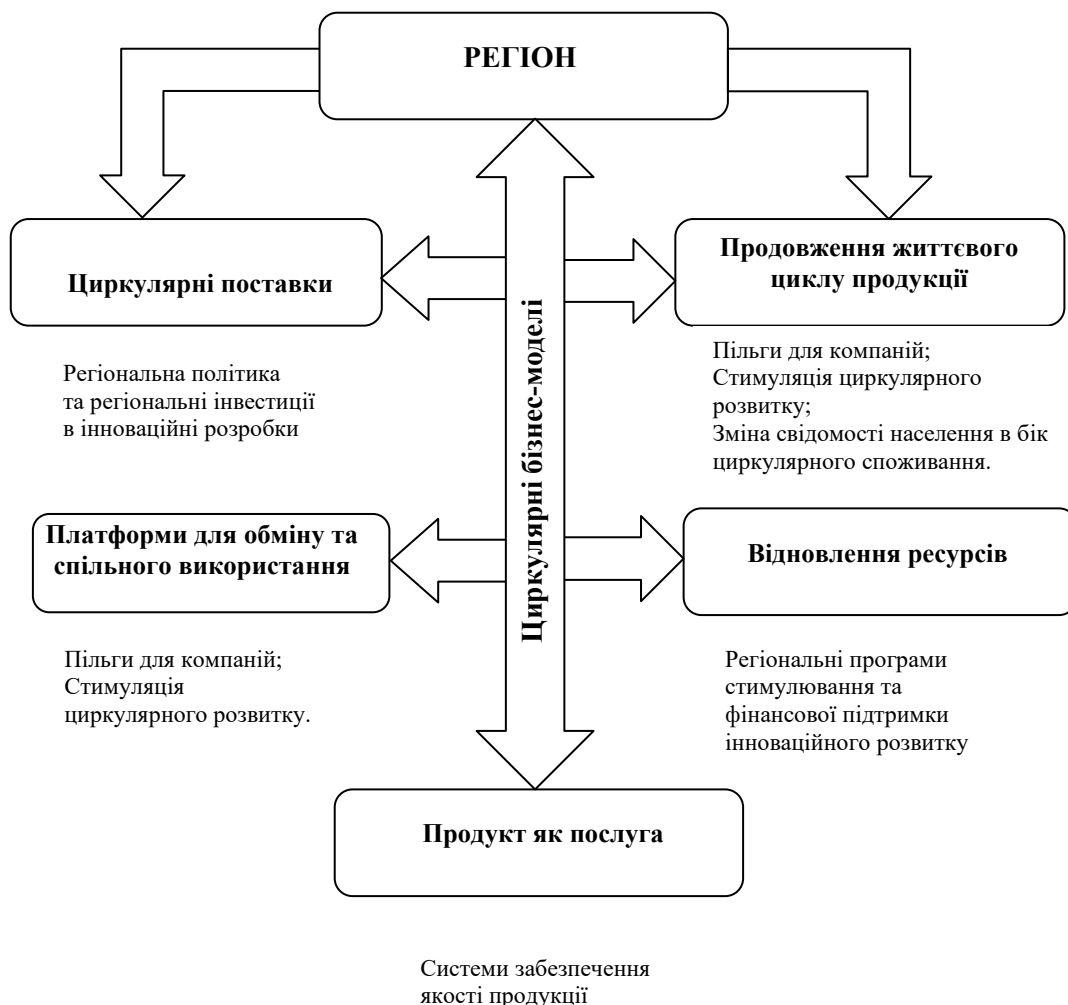 РЕГІОН
Циркулярні поставки
Продовження життєвого
циклу продукції
Регіональна політика
та регіональні інвестиції
в інноваційні розробки
Пільги для компаній;
Стимуляція циркулярного
розвитку;
Зміна свідомості населення в бік
циркулярного споживання.
Циркулярні бізнес-моделі
Платформи для обміну та
спільного використання
Відновлення ресурсів
Пільги для компаній;
Стимуляція
циркулярного розвитку.
Регіональні програми
стимулювання та
фінансової підтримки
інноваційного розвитку
Продукт як послуга
Системи забезпечення
якості продукції